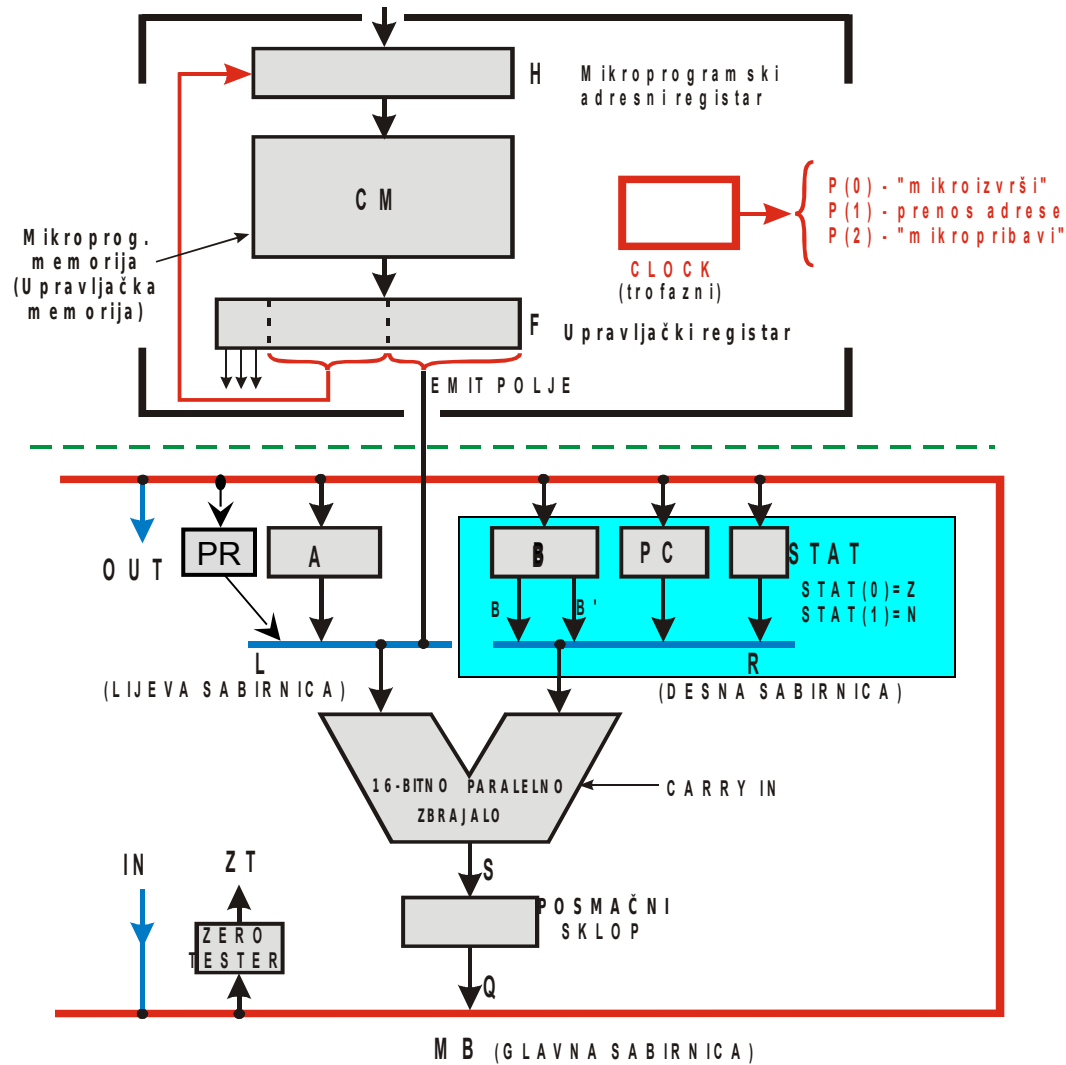 H
Mikroprogramski
adresni registar
CM
P(0) - "mikroizvrši"
P(1) - prenos adrese
P(2) - "mikropribavi"
Mikroprog.
memorija
(Upravljačka
memorija)
CLOCK
(trofazni)
F
Upravljački registar
EMIT POLJE
OUT
PR
A
B
PC
STAT
STAT(0)=Z
STAT(1)=N
B
B'
L
(LIJEVA SABIRNICA)
R
(DESNA SABIRNICA)
16-BITNO PARALELNO
ZBRAJALO
CARRY IN
S
IN
ZT
POSMAČNI
SKLOP
ZERO
TESTER
Q
MB (GLAVNA SABIRNICA)